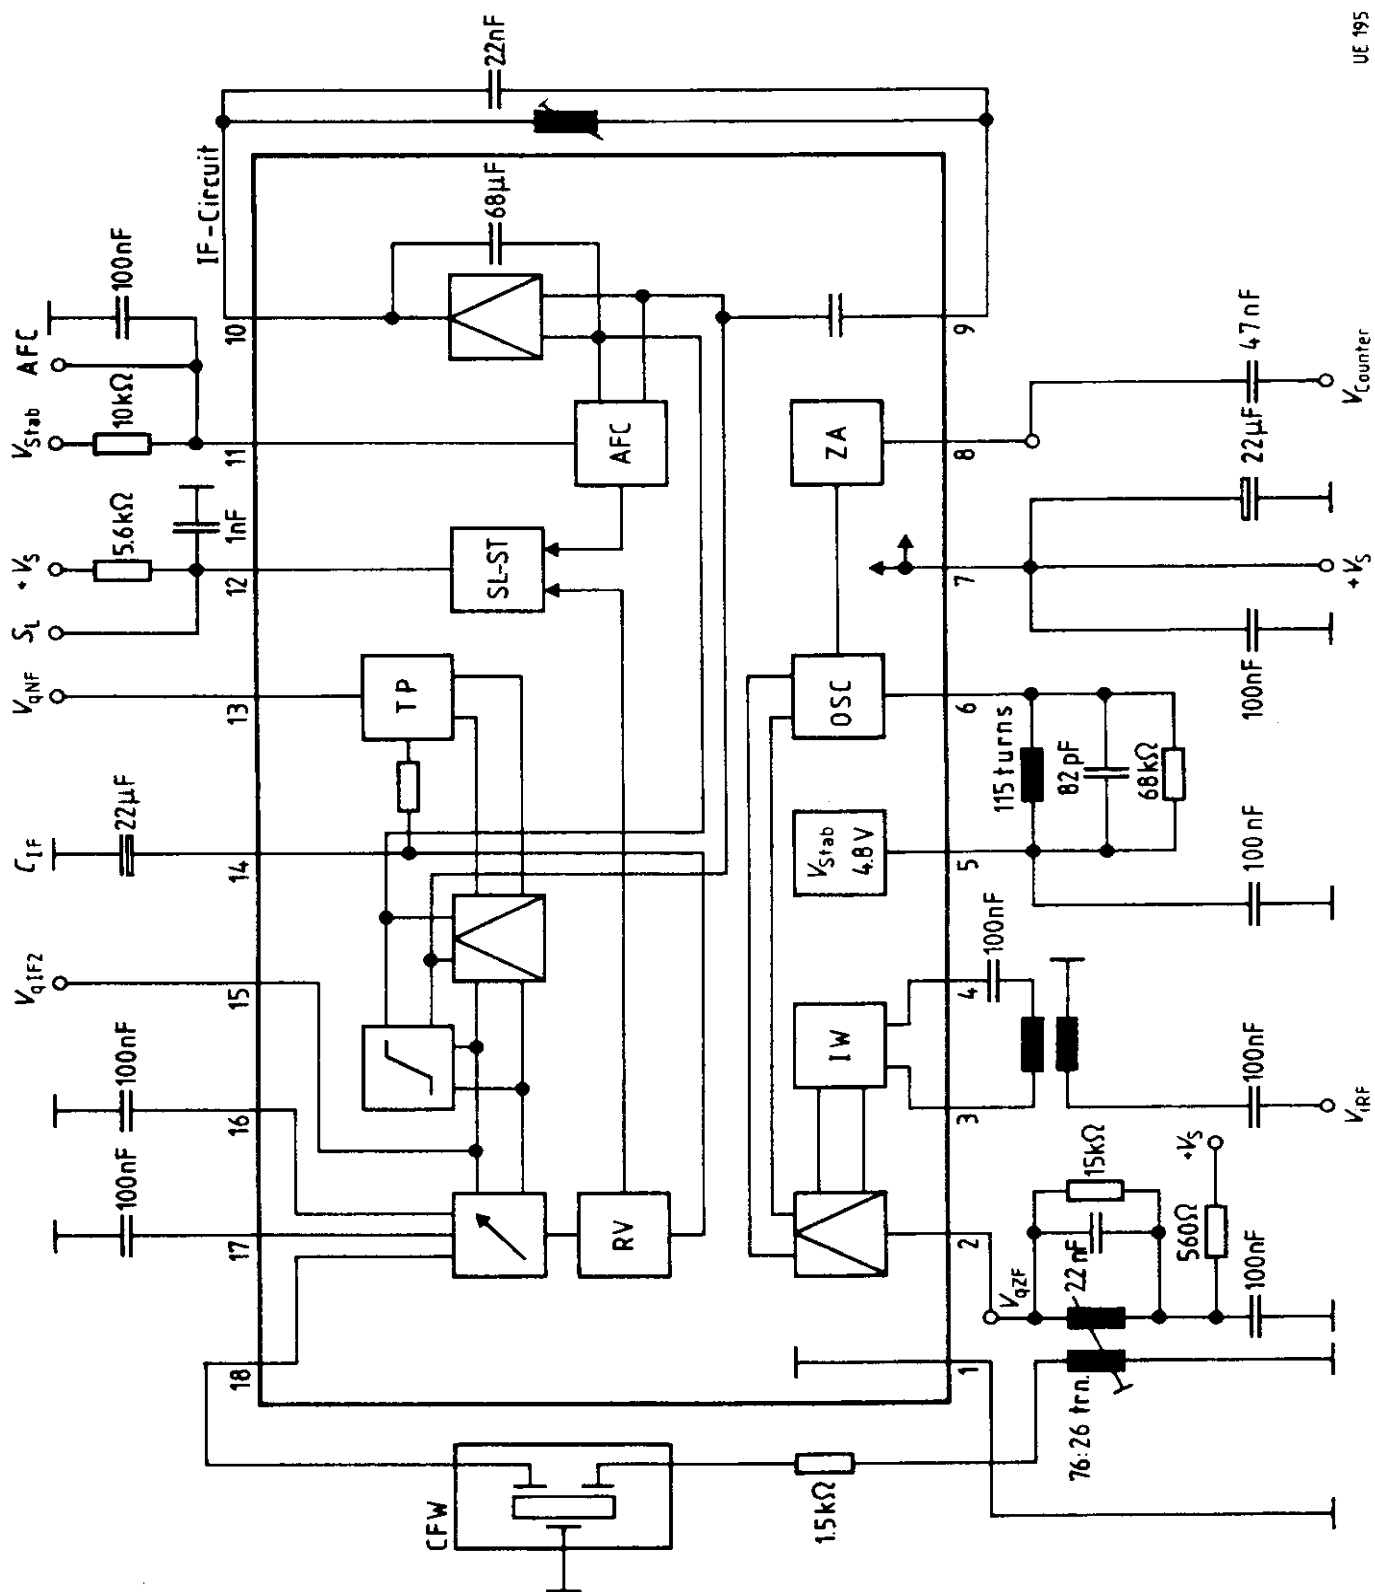 V_qIF2
C_IF
V_qNF
S_L
+V_S
V_Stab
AFC
100nF
100nF
22µF
5.6kΩ
10kΩ
100nF
1nF
IF-Circuit
18
17
16
15
14
13
12
11
10
TP
CFW
SL-ST
68µF
22nF
RV
AFC
1.5kΩ
V_Stab
4.8V
IW
OSC
ZA
1
2
3
4
5
6
7
8
9
100nF
V_qZF
115 turns
76:26 trn.
22nF
82pF
15kΩ
68kΩ
560Ω
+V_S
100nF
100nF
100nF
100nF
22µF
47nF
V_iRF
+V_S
V_Counter
UE 195